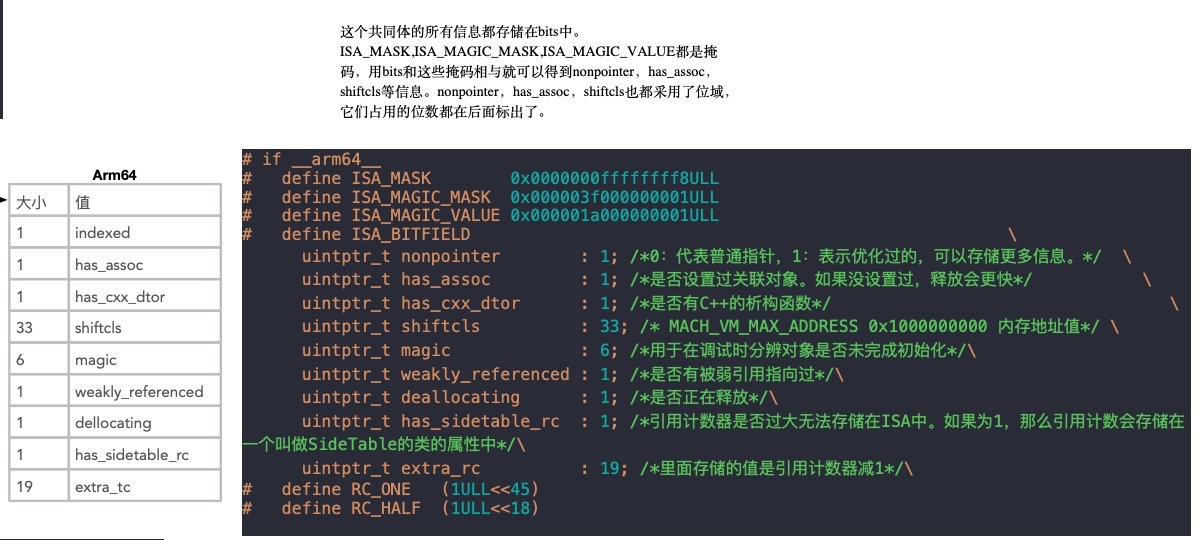 这个共同体的所有信息都存储在bits中。
ISA_MASK,ISA_MAGIC_MASK,ISA_MAGIC_VALUE都是掩
码，用bits和这些掩码相与就可以得到nonpointer，has_assoc，
shiftcls等信息。nonpointer，has_assoc，shiftcls也都采用了位域，
它们占用的位数都在后面标出了。
Arm64
大小 值
1 indexed
1 has_assoc
1 has_cxx_dtor
33 shiftcls
6 magic
1 weakly_referenced
1 dellocating
1 has_sidetable_rc
19 extra_tc
# if __arm64__
#   define ISA_MASK        0x0000000ffffffff8ULL
#   define ISA_MAGIC_MASK  0x000003f000000001ULL
#   define ISA_MAGIC_VALUE 0x000001a000000001ULL
#   define ISA_BITFIELD                                                      \
      uintptr_t nonpointer        : 1; /*0：代表普通指针，1：表示优化过的，可以存储更多信息。*/  \
      uintptr_t has_assoc         : 1; /*是否设置过关联对象。如果没设置过，释放会更快*/           \
      uintptr_t has_cxx_dtor      : 1; /*是否有C++的析构函数*/                                  \
      uintptr_t shiftcls          : 33; /* MACH_VM_MAX_ADDRESS 0x1000000000 内存地址值*/ \
      uintptr_t magic             : 6; /*用于在调试时分辨对象是否未完成初始化*/\
      uintptr_t weakly_referenced : 1; /*是否有被弱引用指向过*/\
      uintptr_t deallocating      : 1; /*是否正在释放*/\
      uintptr_t has_sidetable_rc  : 1; /*引用计数器是否过大无法存储在ISA中。如果为1，那么引用计数会存储在
一个叫做SideTable的类的属性中*/\
      uintptr_t extra_rc          : 19; /*里面存储的值是引用计数器减1*/\
#   define RC_ONE   (1ULL<<45)
#   define RC_HALF  (1ULL<<18)